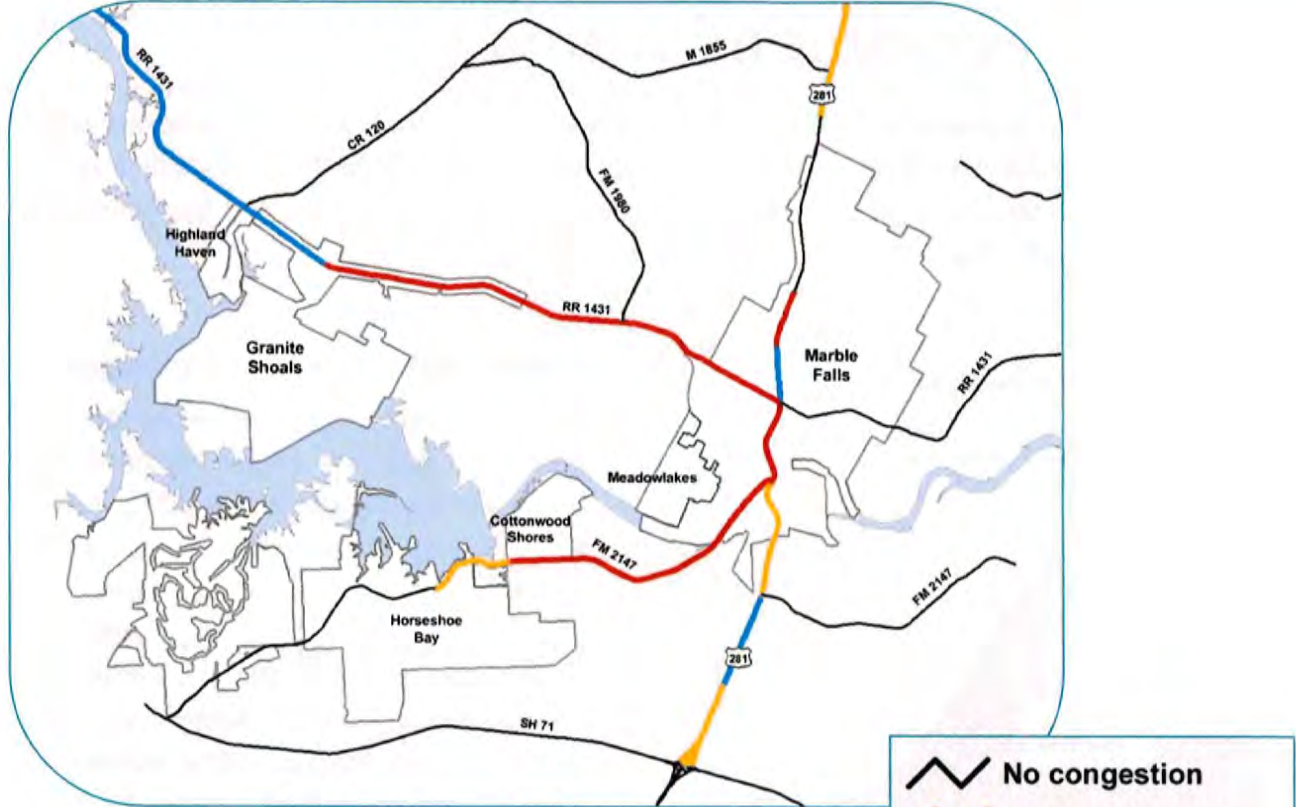 RR 1431
M 1855
281
CR 120
FM 1980
Highland
Haven
RR 1431
Granite
Shoals
Marble
Falls
RR 1431
Meadowlakes
Cottonwood
Shores
FM 2147
FM 2147
Horseshoe
Bay
281
SH 71
No congestion